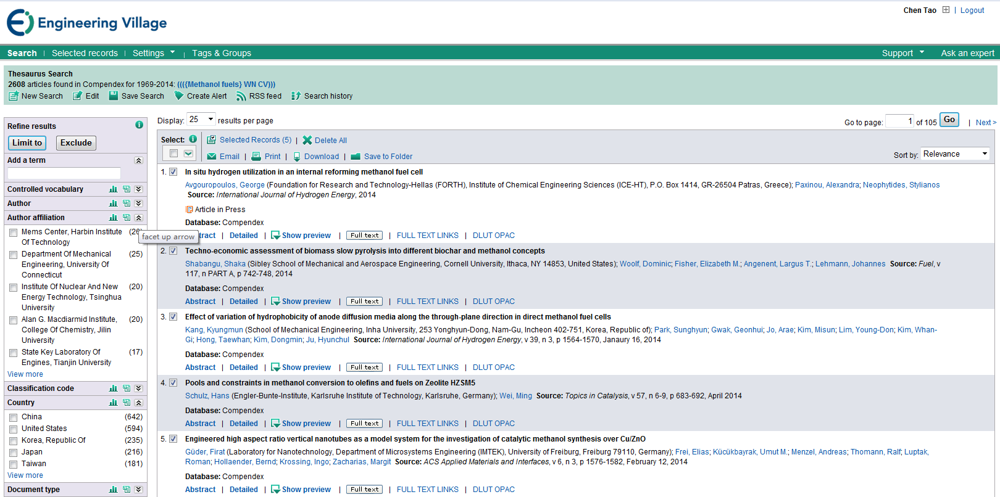 Chen Tao | Logout
Engineering Village
Search | Selected records | Settings | Tags & Groups
Support Ask an expert
Thesaurus Search
2608 articles found in Compendex for 1969-2014: ((({Methanol fuels} WN CV)))
New Search Edit Save Search Create Alert RSS feed Search history
Refine results
Limit to Exclude
Add a term
Controlled vocabulary
Author
Author affiliation
Mems Center, Harbin Institute
Of Technology
facet up arrow
Department Of Mechanical (25)
Engineering, University Of
Connecticut
Institute Of Nuclear And New (20)
Energy Technology, Tsinghua
University
Alan G. Macdiarmid Institute, (20)
College Of Chemistry, Jilin
University
State Key Laboratory Of (17)
Engines, Tianjin University
View more
Classification code
Country
China (642)
United States (594)
Korea, Republic Of (235)
Japan (216)
Taiwan (181)
View more
Document type
Display: 25 results per page
Go to page: 1 of 105 Go | Next >
Select: Selected Records (5) | Delete All
Email | Print | Download | Save to Folder
Sort by: Relevance
1. In situ hydrogen utilization in an internal reforming methanol fuel cell
Avgouropoulos, George (Foundation for Research and Technology-Hellas (FORTH), Institute of Chemical Engineering Sciences (ICE-HT), P.O. Box 1414, GR-26504 Patras, Greece); Paxinou, Alexandra; Neophytides, Stylianos
Source: International Journal of Hydrogen Energy, 2014
Article in Press
Database: Compendex
| Detailed | Show preview | Full text | FULL TEXT LINKS | DLUT OPAC
2. Techno-economic assessment of biomass slow pyrolysis into different biochar and methanol concepts
Shabangu, Shaka (Sibley School of Mechanical and Aerospace Engineering, Cornell University, Ithaca, NY 14853, United States); Woolf, Dominic; Fisher, Elizabeth M.; Angenent, Largus T.; Lehmann, Johannes Source: Fuel, v
117, n PART A, p 742-748, 2014
Database: Compendex
Abstract | Detailed | Show preview | Full text | FULL TEXT LINKS | DLUT OPAC
3. Effect of variation of hydrophobicity of anode diffusion media along the through-plane direction in direct methanol fuel cells
Kang, Kyungmun (School of Mechanical Engineering, Inha University, 253 Yonghyun-Dong, Nam-Gu, Incheon 402-751, Korea, Republic of); Park, Sunghyun; Gwak, Geonhui; Jo, Arae; Kim, Misun; Lim, Young-Don; Kim, Whan-
Gi; Hong, Taewhan; Kim, Dongmin; Ju, Hyunchul Source: International Journal of Hydrogen Energy, v 39, n 3, p 1564-1570, Janaury 16, 2014
Database: Compendex
Abstract | Detailed | Show preview | Full text | FULL TEXT LINKS | DLUT OPAC
4. Pools and constraints in methanol conversion to olefins and fuels on Zeolite HZSM5
Schulz, Hans (Engler-Bunte-Institute, Karlsruhe Institute of Technology, Karlsruhe, Germany); Wei, Ming Source: Topics in Catalysis, v 57, n 6-9, p 683-692, April 2014
Database: Compendex
Abstract | Detailed | Show preview | Full text | FULL TEXT LINKS | DLUT OPAC
5. Engineered high aspect ratio vertical nanotubes as a model system for the investigation of catalytic methanol synthesis over Cu/ZnO
Güder, Firat (Laboratory for Nanotechnology, Department of Microsystems Engineering (IMTEK), University of Freiburg, Freiburg 79110, Germany); Frei, Elias; Kücükbayrak, Umut M.; Menzel, Andreas; Thomann, Ralf; Luptak,
Roman; Hollaender, Bernd; Krossing, Ingo; Zacharias, Margit Source: ACS Applied Materials and Interfaces, v 6, n 3, p 1576-1582, February 12, 2014
Database: Compendex
Abstract | Detailed | Show preview | Full text | FULL TEXT LINKS | DLUT OPAC